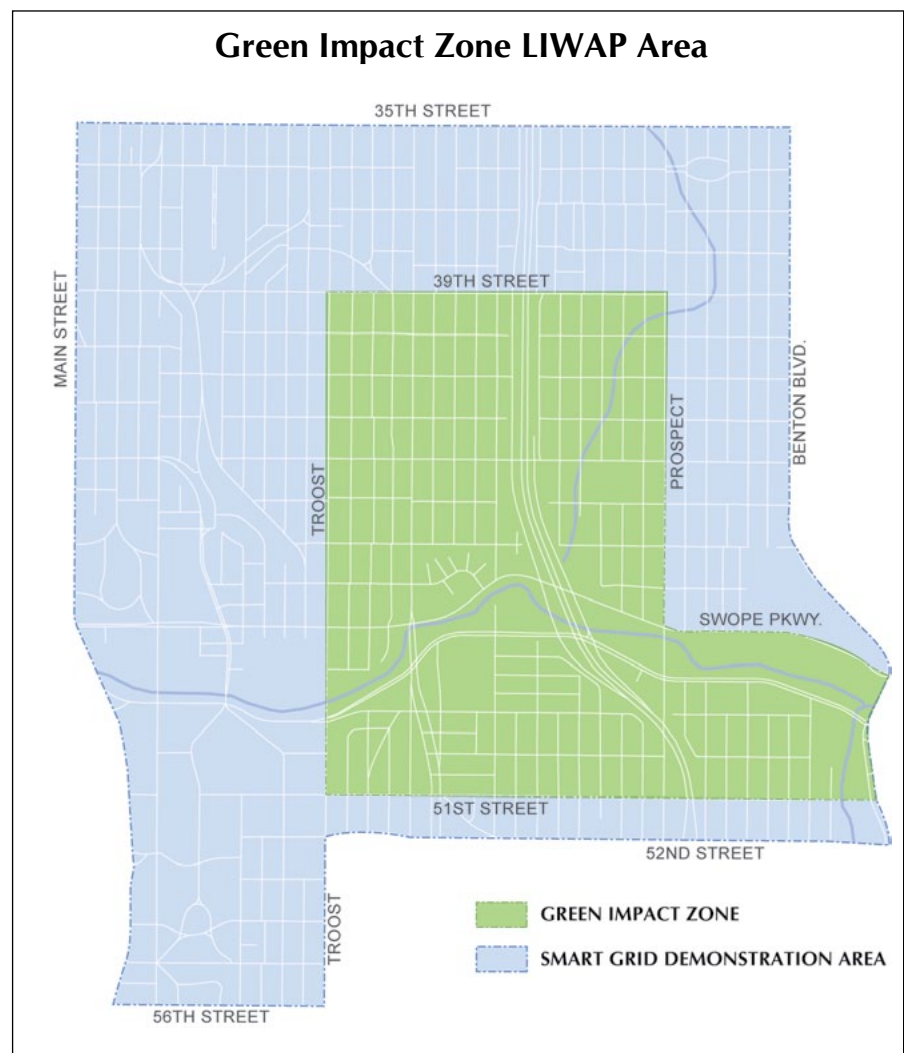 Green Impact Zone LIWAP Area
35TH STREET
MAIN STREET
39TH STREET
BENTON BLVD.
PROSPECT
TROOST
SWOPE PKWY.
51ST STREET
52ND STREET
TROOST
GREEN IMPACT ZONE
SMART GRID DEMONSTRATION AREA
56TH STREET